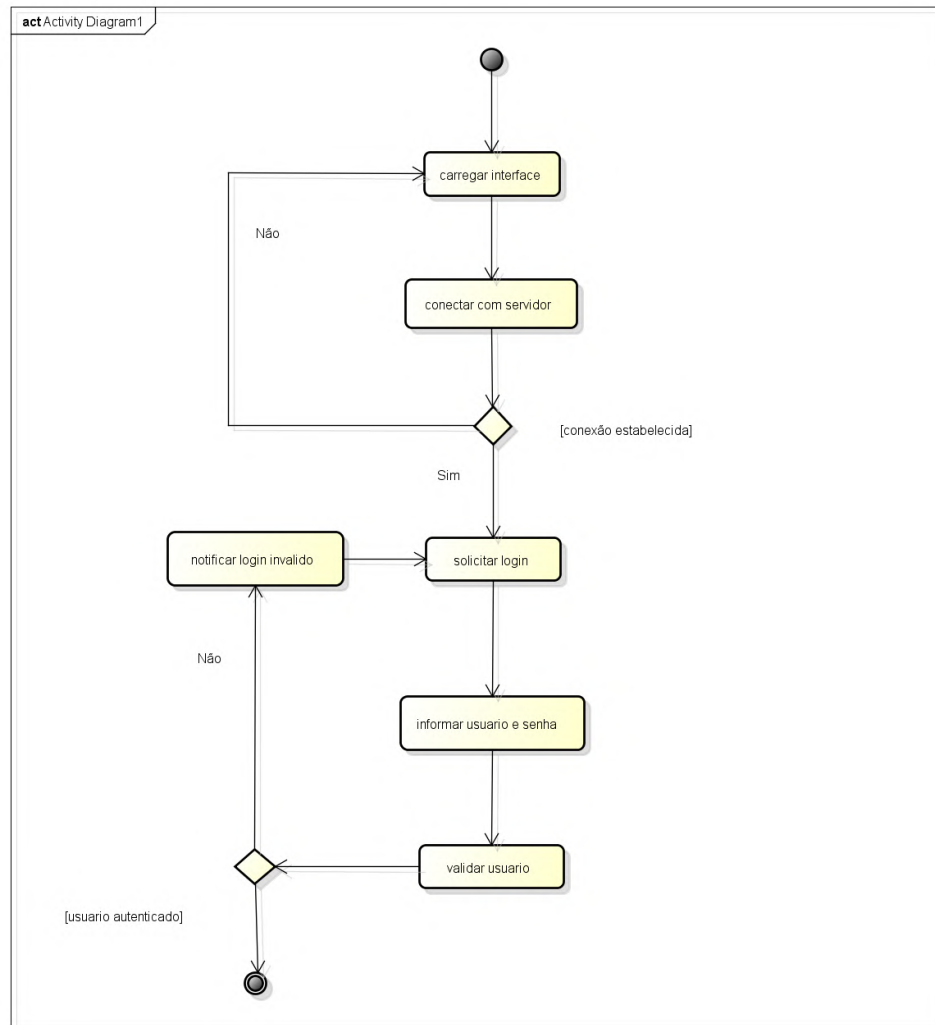 act Activity Diagram1
carregar interface
Não
conectar com servidor
[conexão estabelecida]
Sim
notificar login invalido
solicitar login
Não
informar usuario e senha
validar usuario
[usuario autenticado]